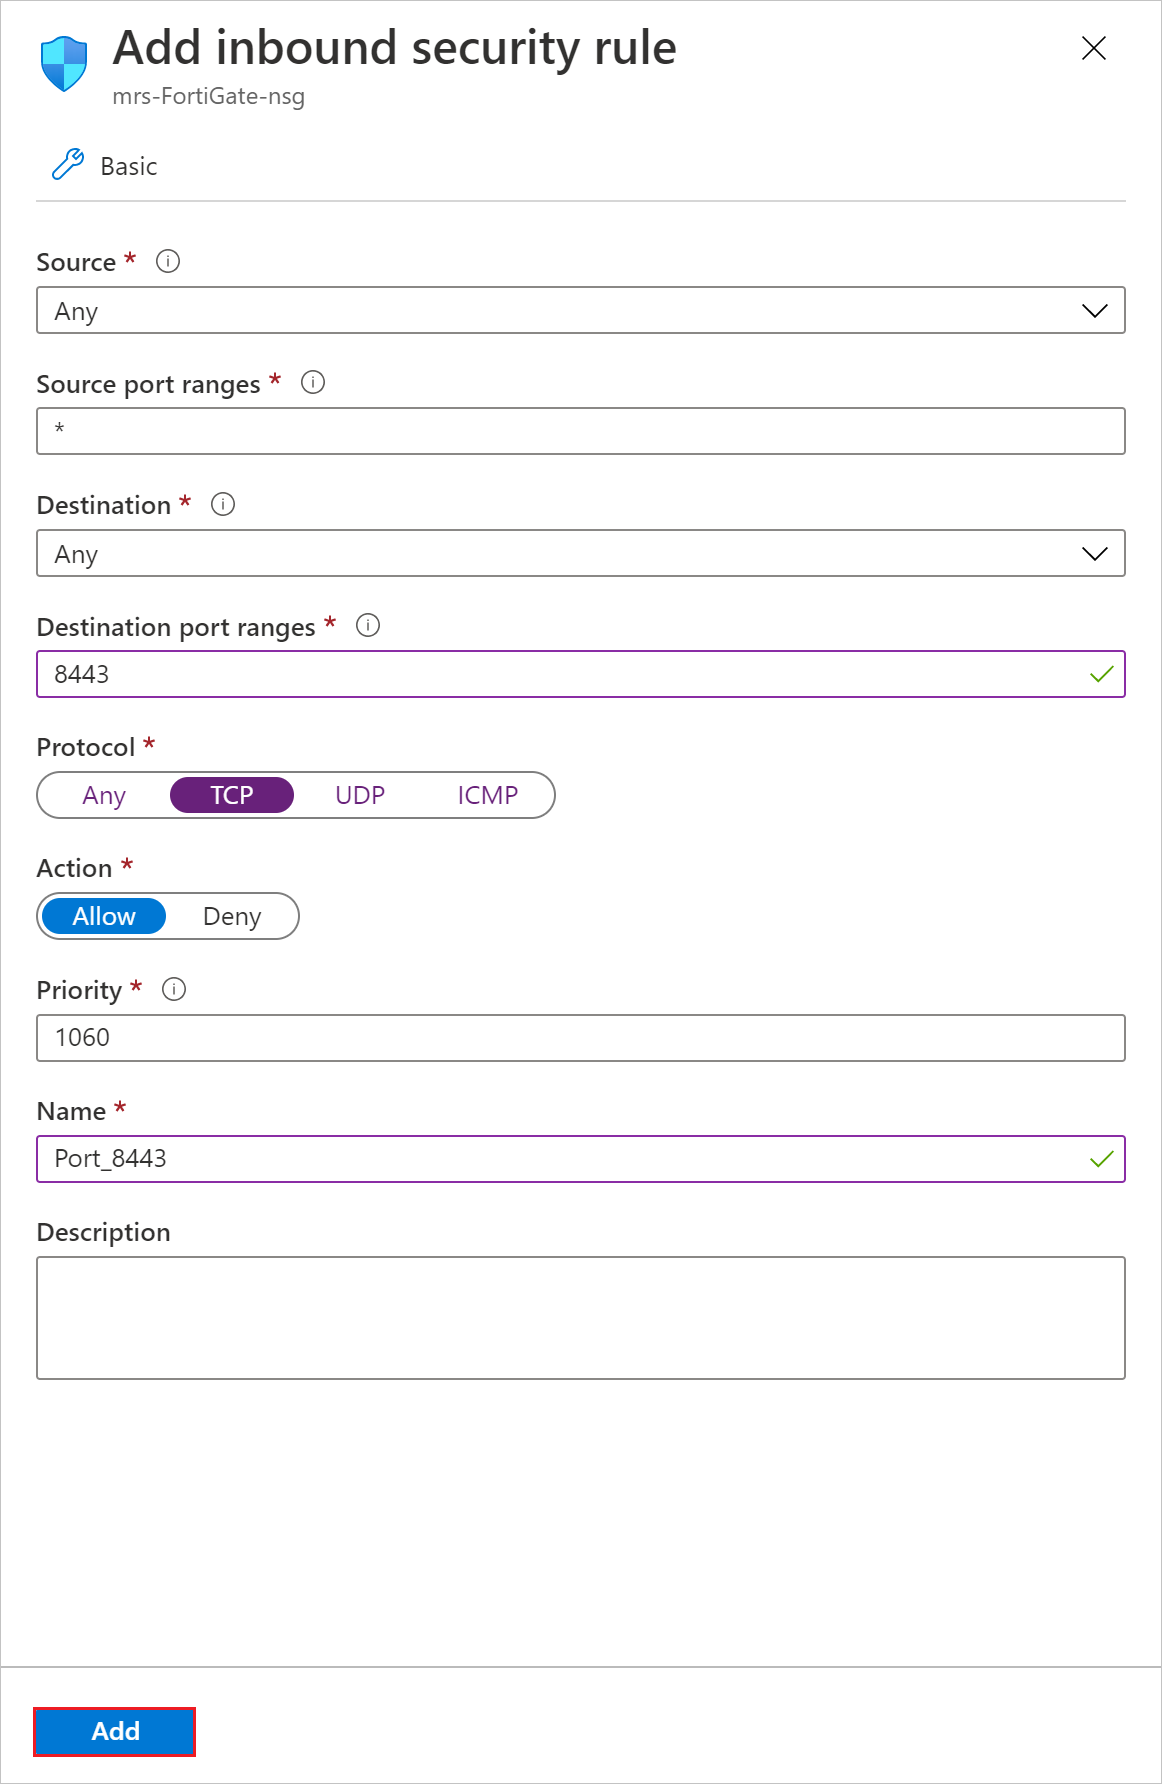 Add inbound security rule
mrs-FortiGate-nsg
Basic
Source *
Any
Source port ranges *
*
Destination *
Any
Destination port ranges *
8443
Protocol *
Any TCP UDP ICMP
Action *
Allow Deny
Priority *
1060
Name *
Port_8443
Description
Add